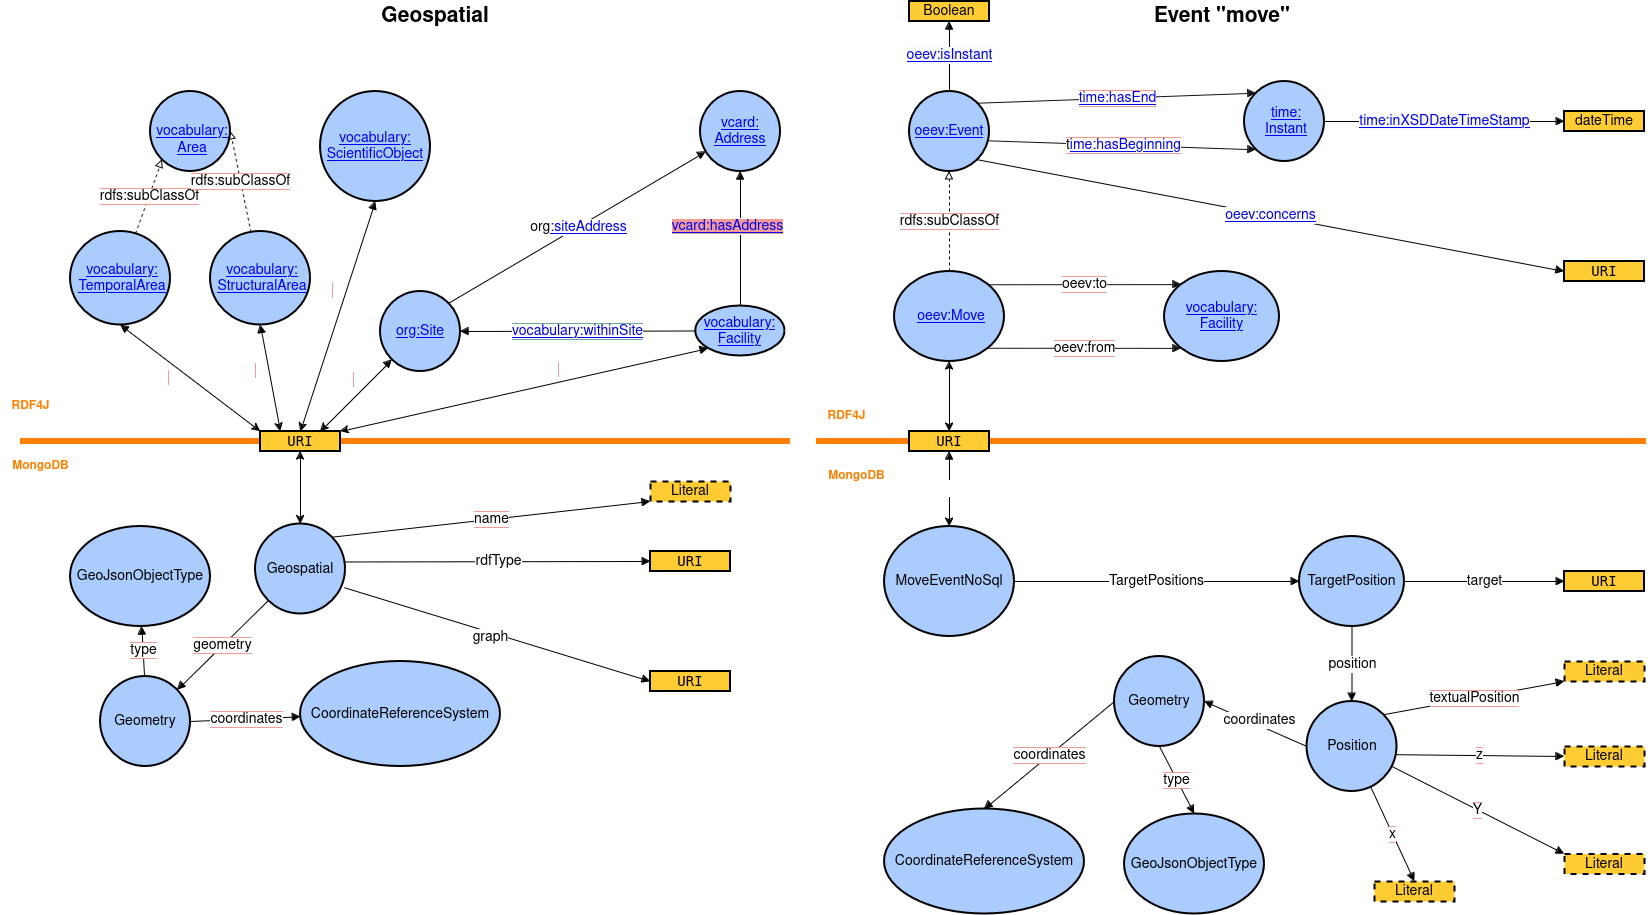 Geospatial
vocabulary:
Area
vocabulary:
ScientificObject
vcard:
Address
rdfs:subClassOf
rdfs:subClassOf
org:siteAddress
vcard:hasAddress
vocabulary:
TemporalArea
vocabulary:
StructuralArea
org:Site
vocabulary:withinSite
vocabulary:
Facility
RDF4J
URI
MongoDB
Literal
name
GeoJsonObjectType
Geospatial
rdfType
URI
type
geometry
graph
URI
Geometry
coordinates
CoordinateReferenceSystem
Event "move"
Boolean
oeev:isInstant
oeev:Event
time:hasEnd
time:hasBeginning
time:
Instant
time:inXSDDateTimeStamp
dateTime
rdfs:subClassOf
oeev:concerns
URI
oeev:Move
oeev:to
oeev:from
vocabulary:
Facility
RDF4J
URI
MongoDB
MoveEventNoSql
TargetPositions
TargetPosition
target
URI
position
Literal
textualPosition
Geometry
coordinates
Position
z
Literal
coordinates
type
Y
x
CoordinateReferenceSystem
GeoJsonObjectType
Literal
Literal